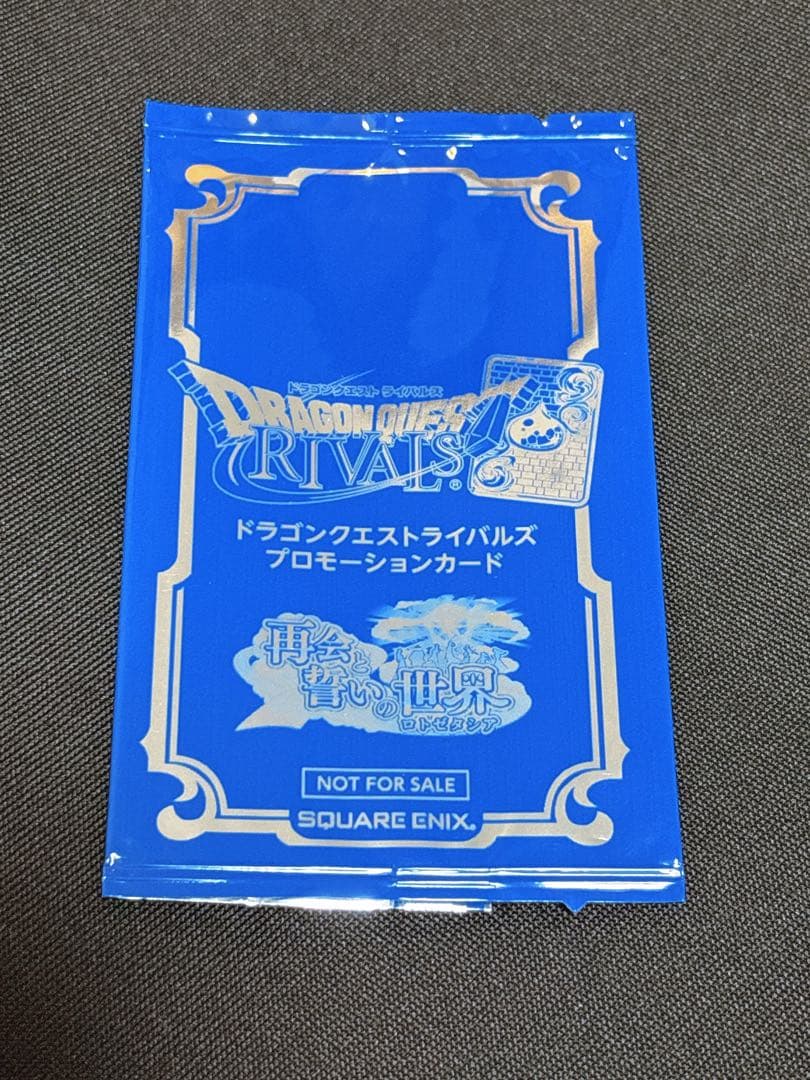 ドラゴンクエスト ライバルズ
DRAGON QUEST
RIVALS®
ドラゴンクエストライバルズ
プロモーションカード
再会と
誓いの世界
ロトゼタシア
NOT FOR SALE
SQUARE ENIX®